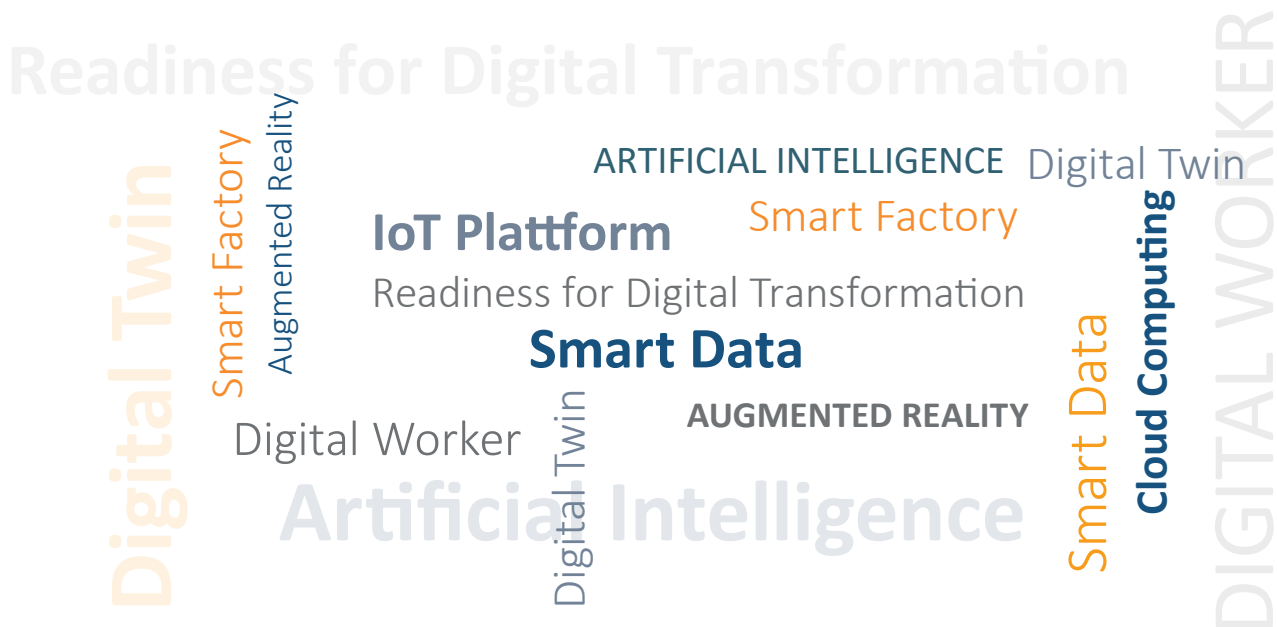 Readiness for Digital Transformation
DIGITAL WORKER
Digital Twin
Smart Factory
Augmented Reality
ARTIFICIAL INTELLIGENCE
Digital Twin
IoT Plattform
Smart Factory
Readiness for Digital Transformation
Smart Data
Cloud Computing
Smart Data
AUGMENTED REALITY
Digital Worker
Digital Twin
Artificial Intelligence